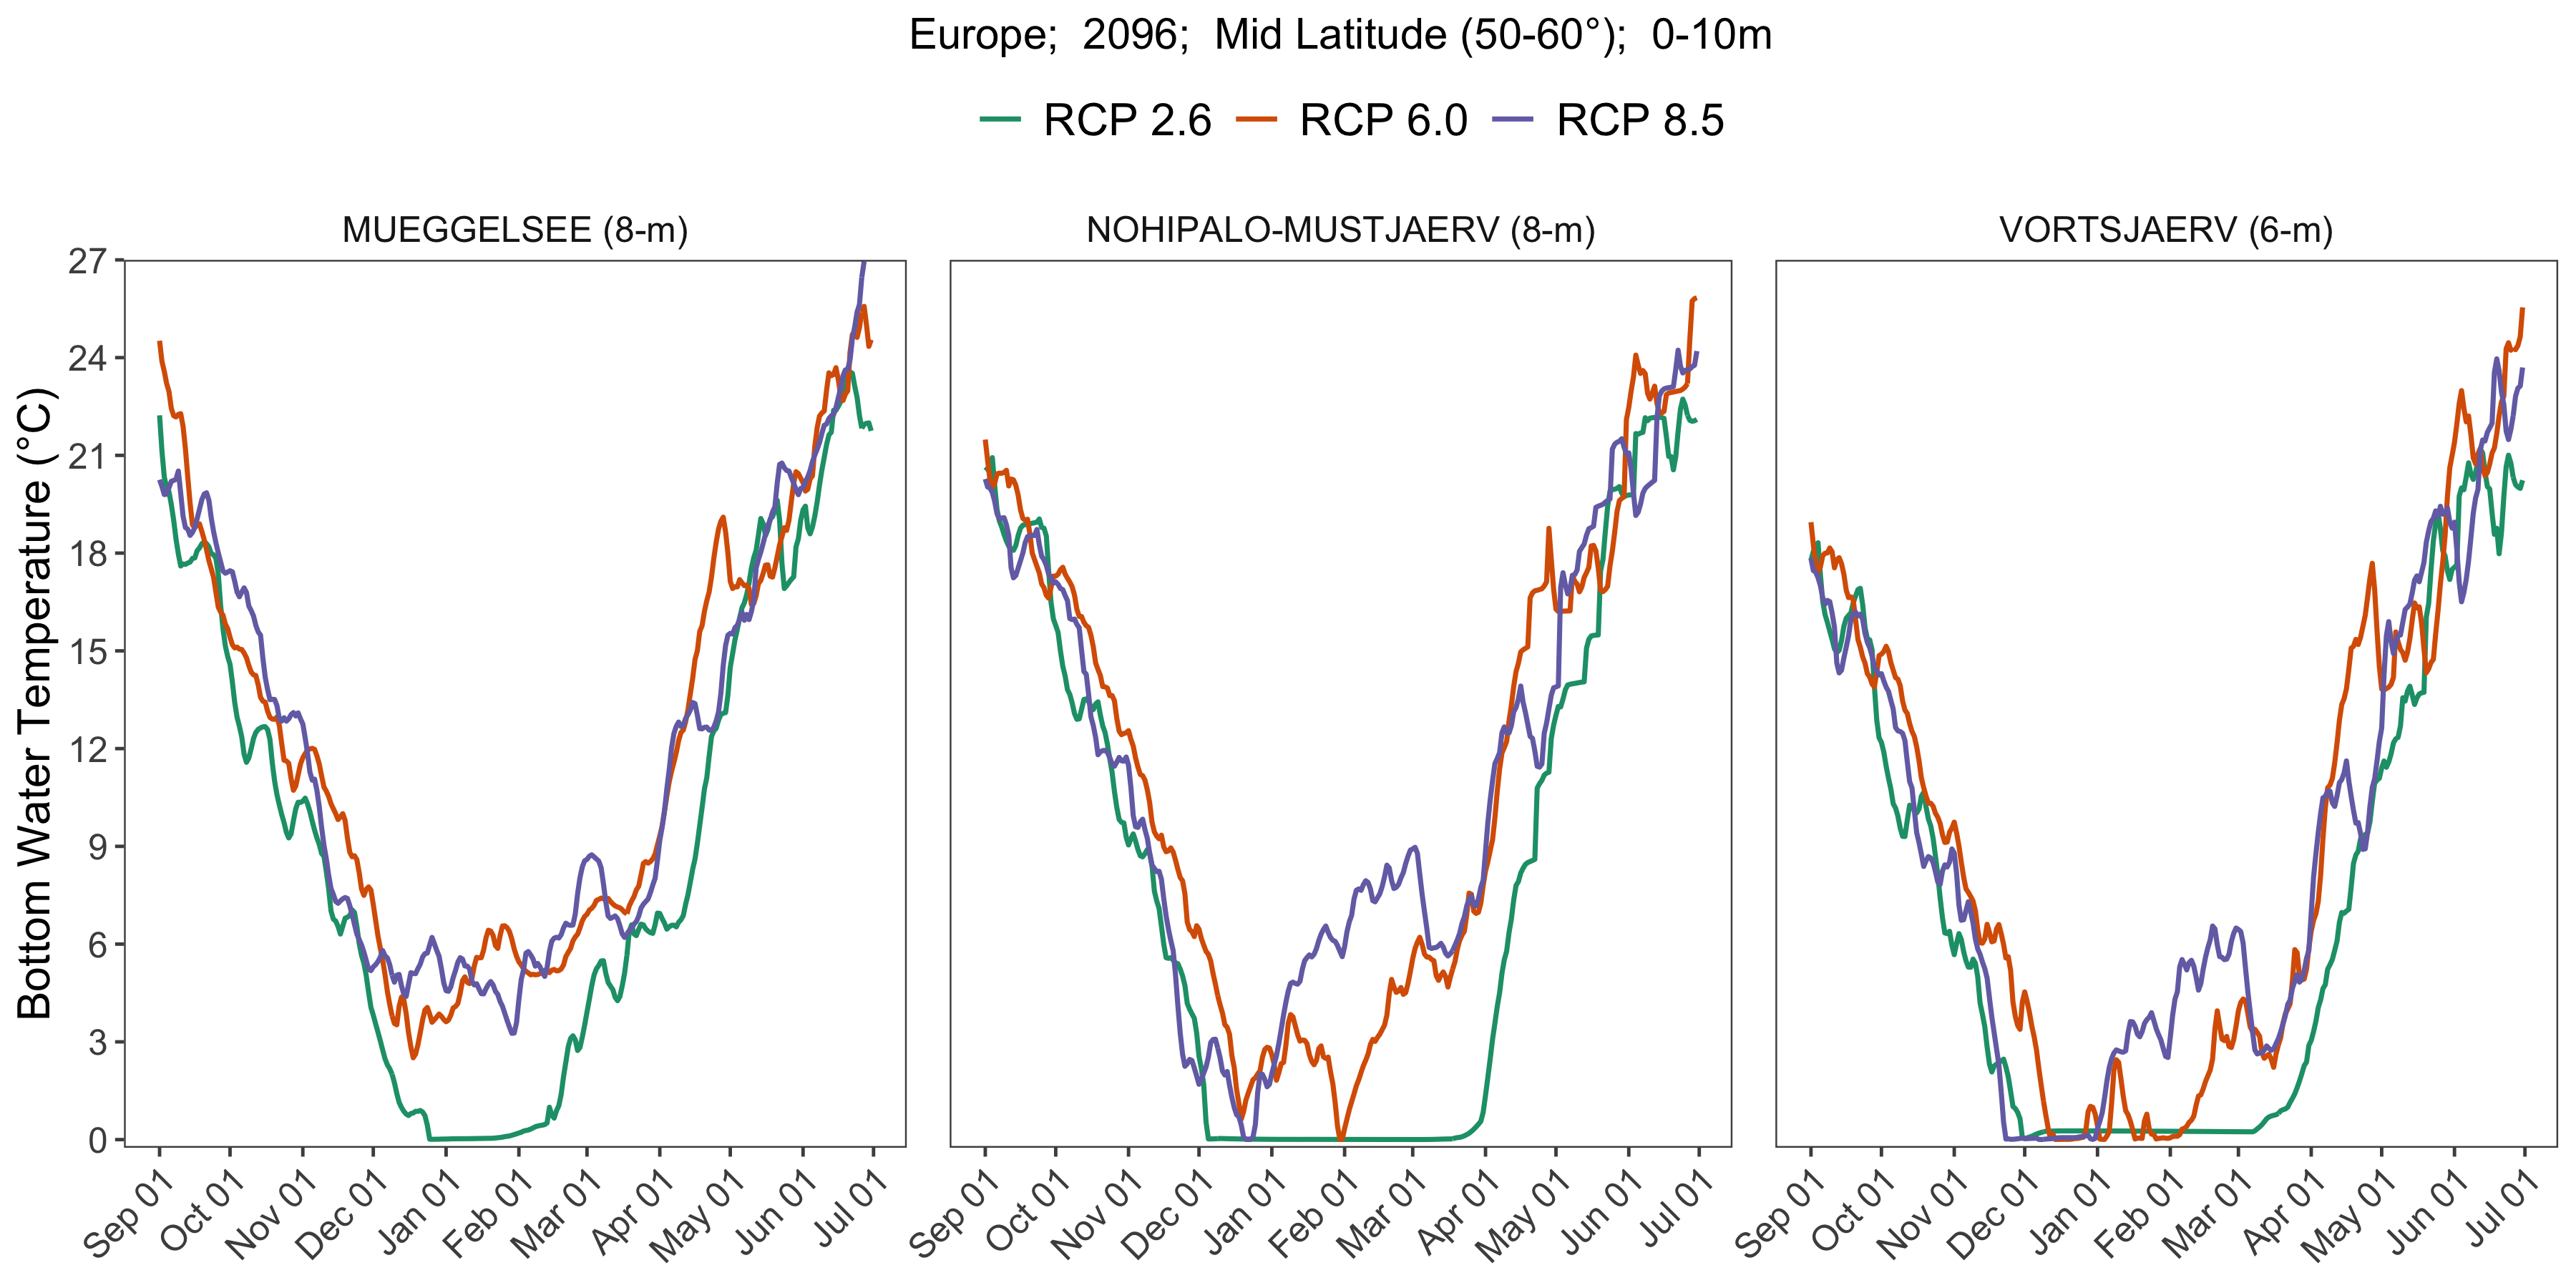 Europe;  2096;  Mid Latitude (50-60°);  0-10m
RCP 2.6 RCP 6.0 RCP 8.5
MUEGGELSEE (8-m) NOHIPALO-MUSTJAERV (8-m) VORTSJAERV (6-m)
Bottom Water Temperature (°C)
27
24
21
18
15
12
9
6
3
0
Sep 01 Oct 01 Nov 01 Dec 01 Jan 01 Feb 01 Mar 01 Apr 01 May 01 Jun 01 Jul 01
Sep 01 Oct 01 Nov 01 Dec 01 Jan 01 Feb 01 Mar 01 Apr 01 May 01 Jun 01 Jul 01
Sep 01 Oct 01 Nov 01 Dec 01 Jan 01 Feb 01 Mar 01 Apr 01 May 01 Jun 01 Jul 01